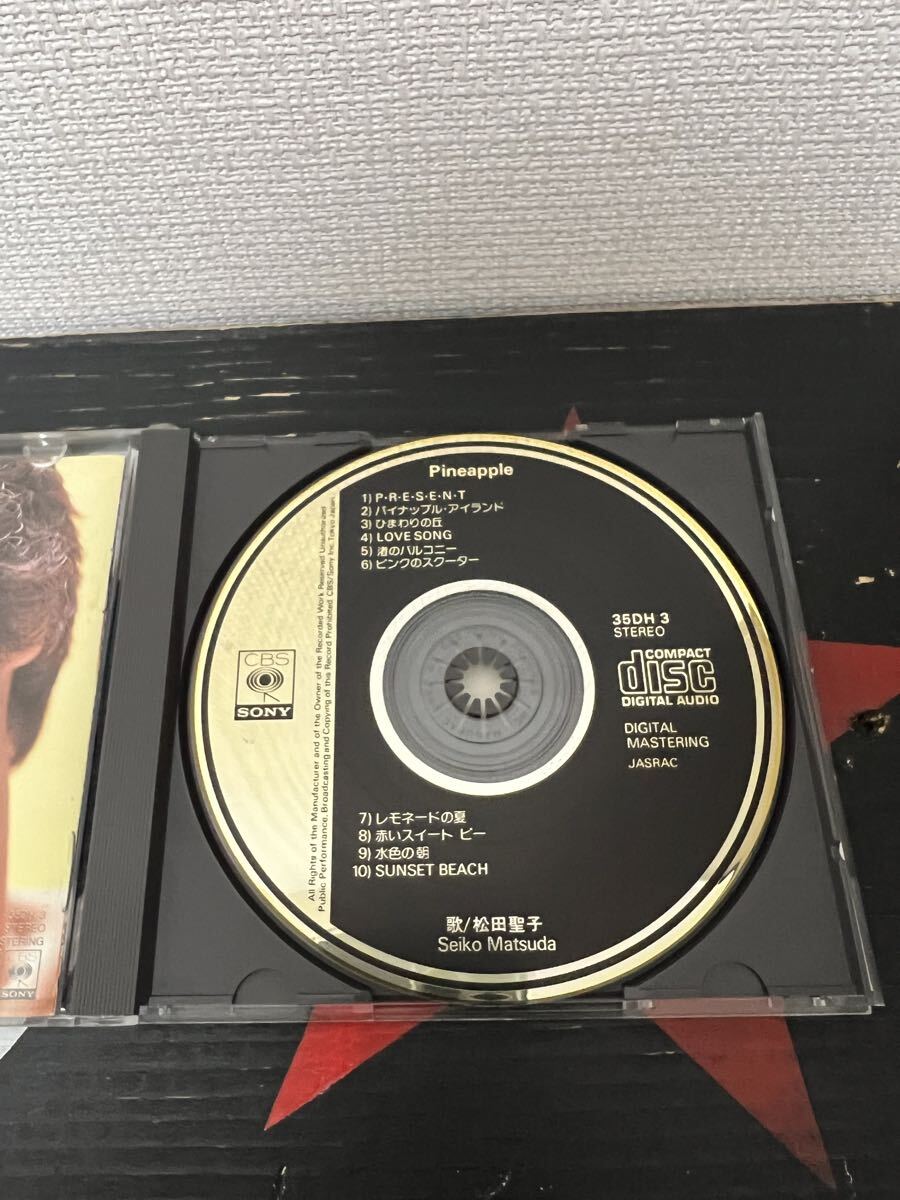 Pineapple
1) P・R・E・S・E・N・T
2) パイナップル・アイランド
3) ひまわりの丘
4) LOVE SONG
5) 渚のバルコニー
6) ピンクのスクーター
All Rights of the Manufacturer and of the Owner of the Recorded Work Reserved Unauthorized
Public Performance, Broadcasting and Copying of this Record Prohibited CBS/Sony Inc. Tokyo Japan
CBS
SONY
35DH 3
STEREO
COMPACT
disc
DIGITAL AUDIO
DIGITAL
MASTERING
JASRAC
7) レモネードの夏
8) 赤いスイート ピー
9) 水色の朝
10) SUNSET BEACH
歌/松田聖子
Seiko Matsuda
35DH 3
STEREO
STERING
CBS
SONY